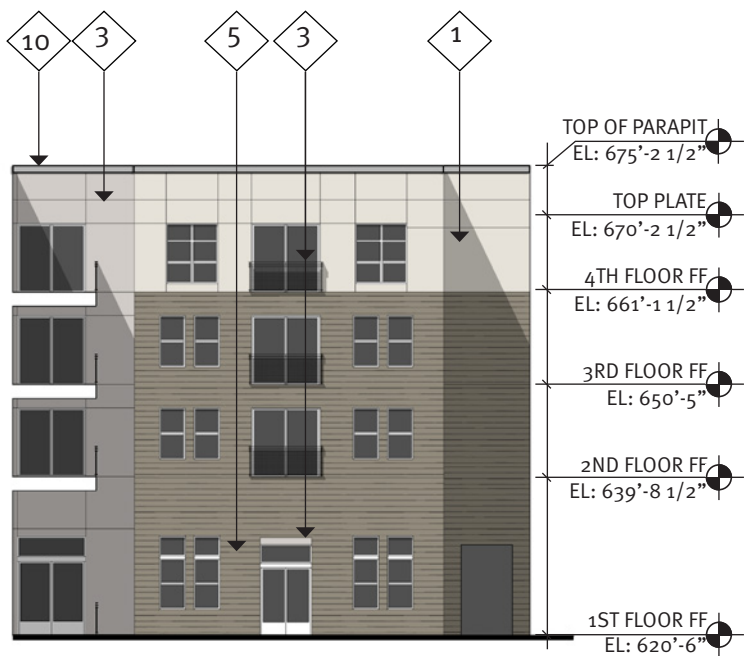 10
3
5
3
1
TOP OF PARAPIT
EL: 675'-2 1/2"
TOP PLATE
EL: 670'-2 1/2"
4TH FLOOR FF
EL: 661'-1 1/2"
3RD FLOOR FF
EL: 650'-5"
2ND FLOOR FF
EL: 639'-8 1/2"
1ST FLOOR FF
EL: 620'-6"